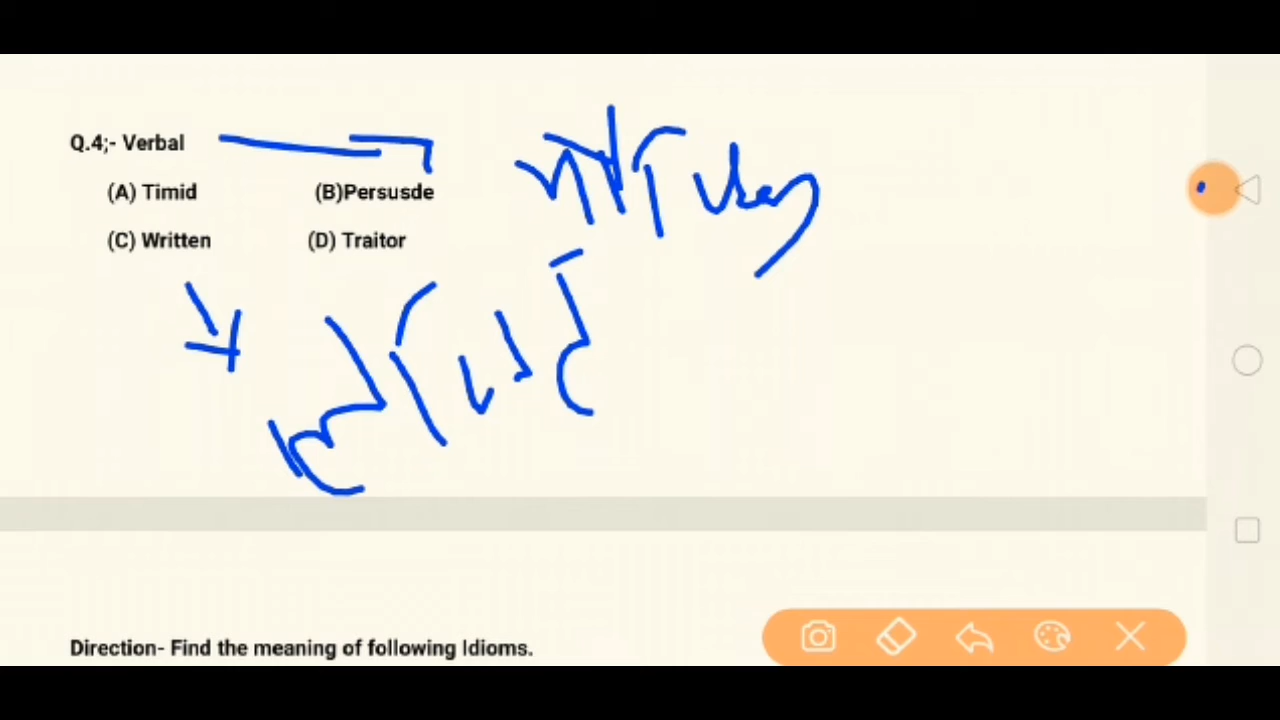 Q.4;- Verbal
(A) Timid (B)Persusde
(C) Written (D) Traitor
Direction- Find the meaning of following Idioms.